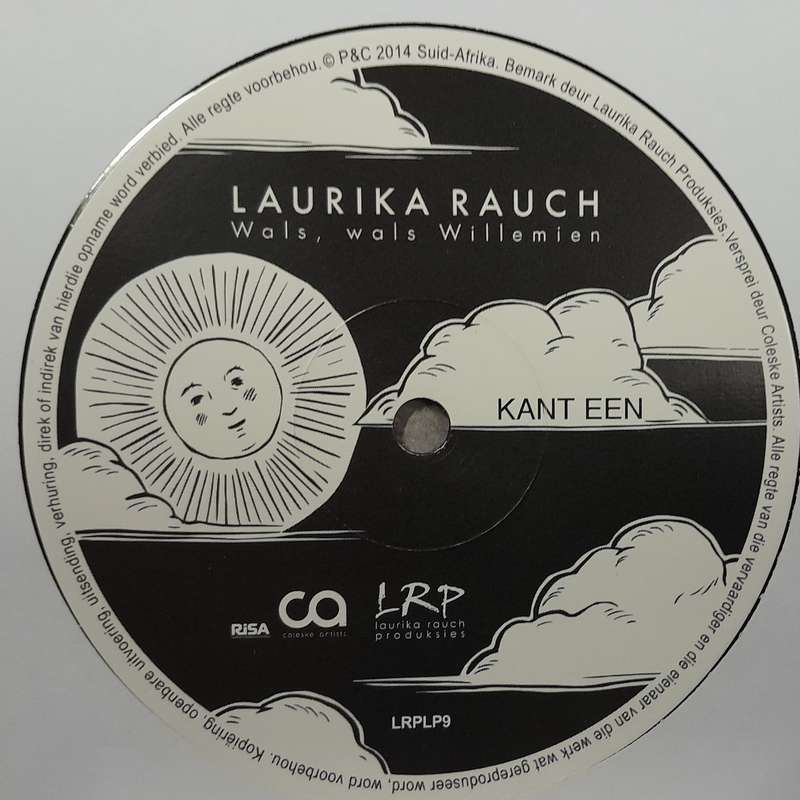 LAURIKA RAUCH
Wals, wals Willemien
KANT EEN
RiSA
ca
coleske artists
LRP
laurika rauch
produksies
LRPLP9
© P&C 2014 Suid-Afrika. Bemark deur Laurika Rauch Produksies. Versprei deur Coleske Artists. Alle regte van die vervaardiger en die eienaar van die werk wat gereproduseer word, word voorbehou. Kopiëring, openbare uitvoering, uitsending, verhuring, direk of indirek van hierdie opname word verbied. Alle regte voorbehou.